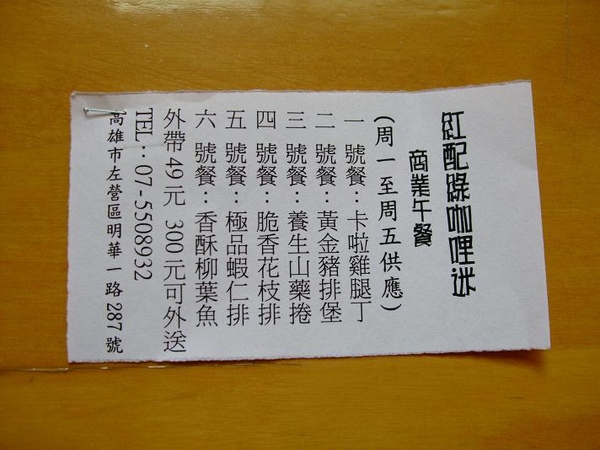 紅配綠咖哩迷
商業午餐
(周一至周五供應)
一 號餐：卡啦雞腿丁
二 號餐：黃金豬排堡
三 號餐：養生山藥捲
四 號餐：脆香花枝排
五 號餐：極品蝦仁排
六 號餐：香酥柳葉魚
外帶49元 300元可外送
TEL：07-5508932
高雄市左營區明華一路287號